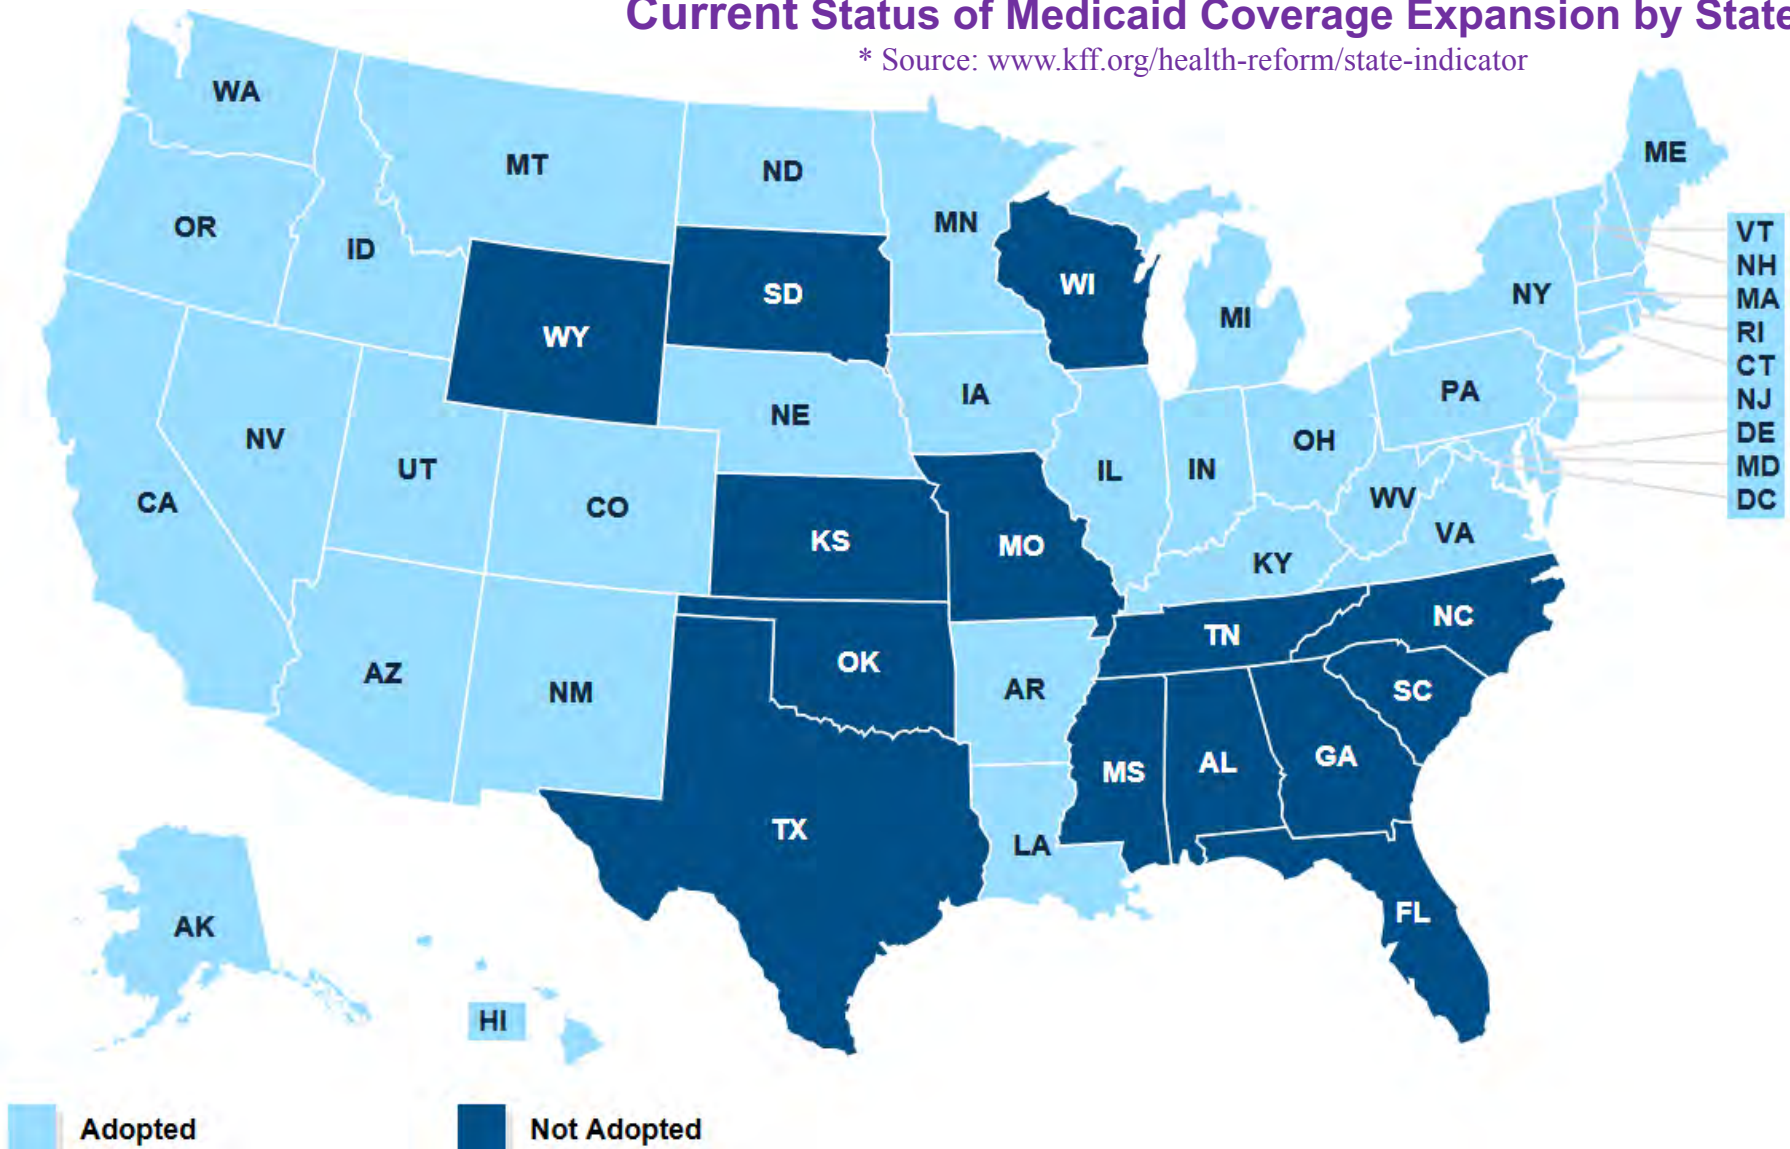 Current Status of Medicaid Coverage Expansion by State
* Source: www.kff.org/health-reform/state-indicator
WA
MT
ND
MN
ME
OR
ID
SD
WI
MI
NY
VT
NH
MA
RI
CT
NJ
DE
MD
DC
WY
NE
IA
PA
NV
UT
CO
IL
IN
OH
WV
VA
CA
KS
MO
KY
AZ
NM
OK
AR
TN
NC
SC
MS
AL
GA
TX
LA
FL
AK
HI
Adopted
Not Adopted